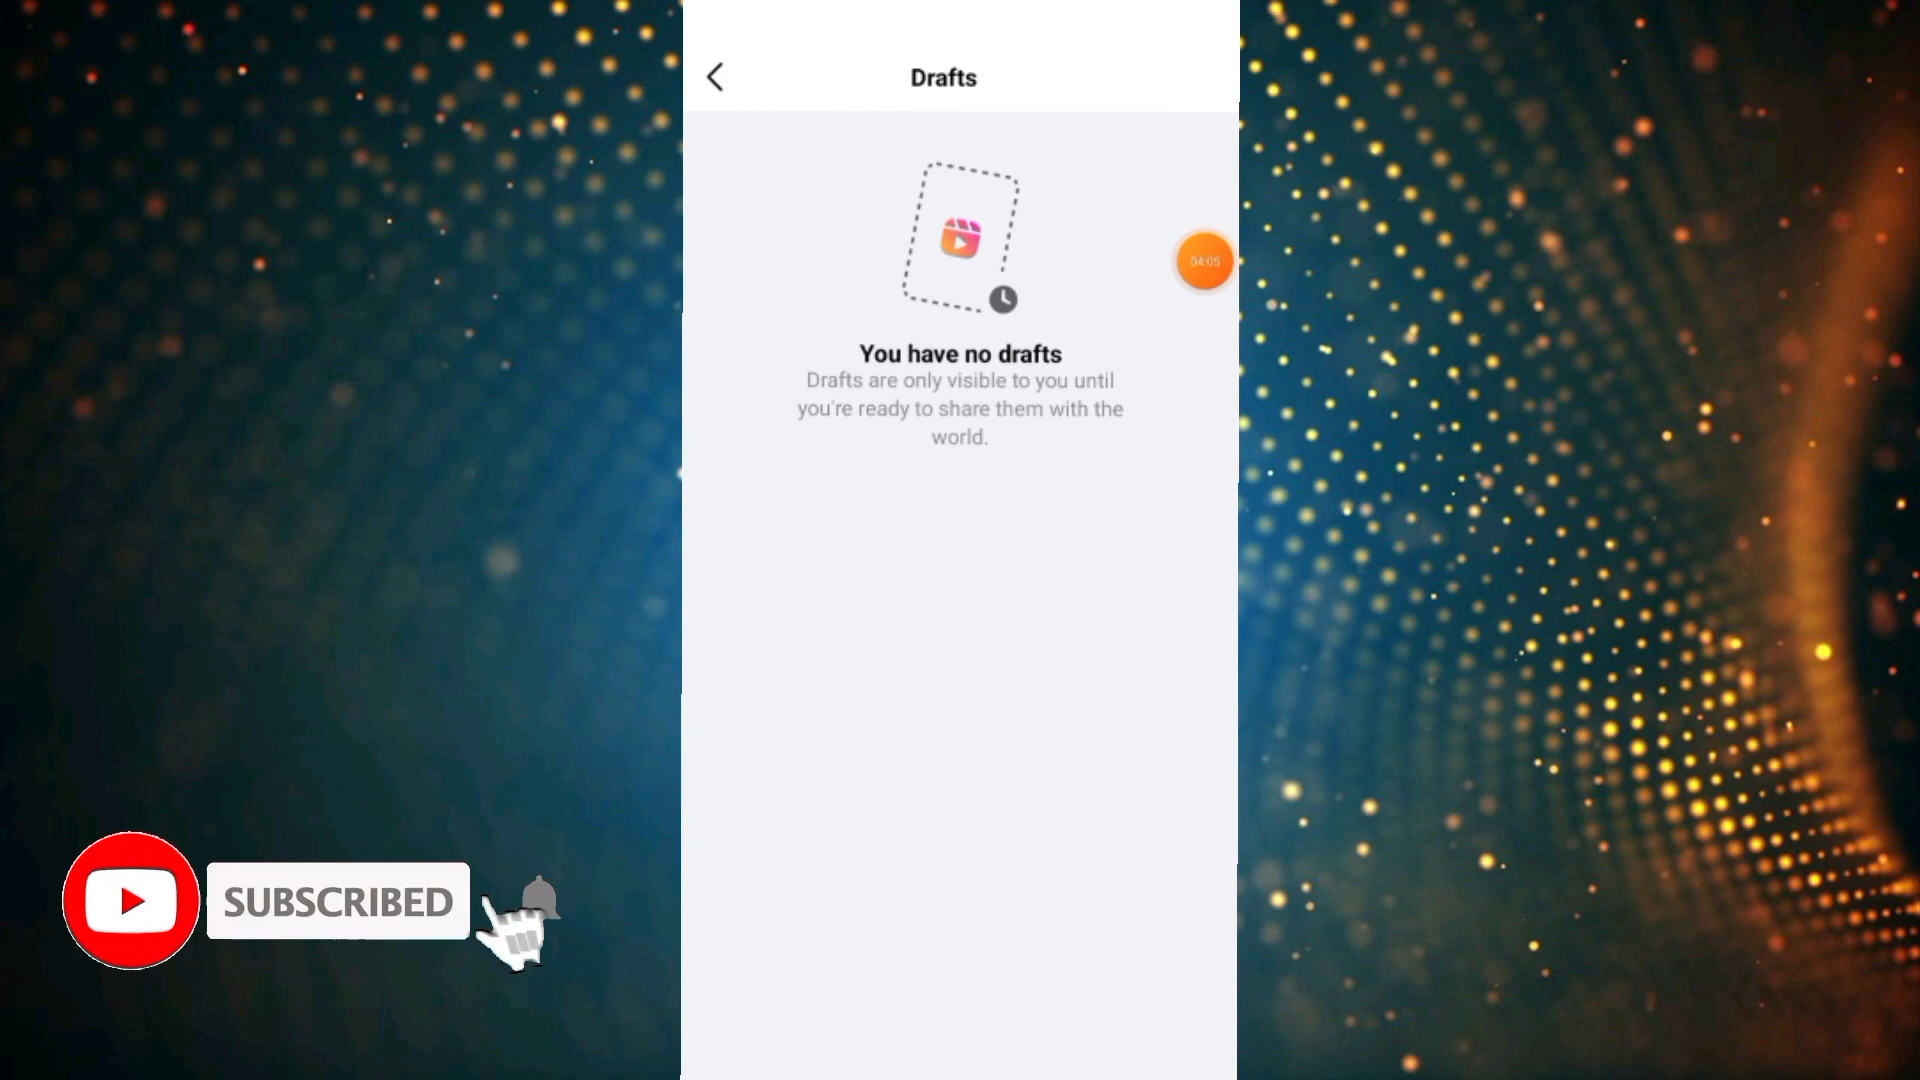 Drafts
04:05
You have no drafts
Drafts are only visible to you until
you're ready to share them with the
world.
SUBSCRIBED